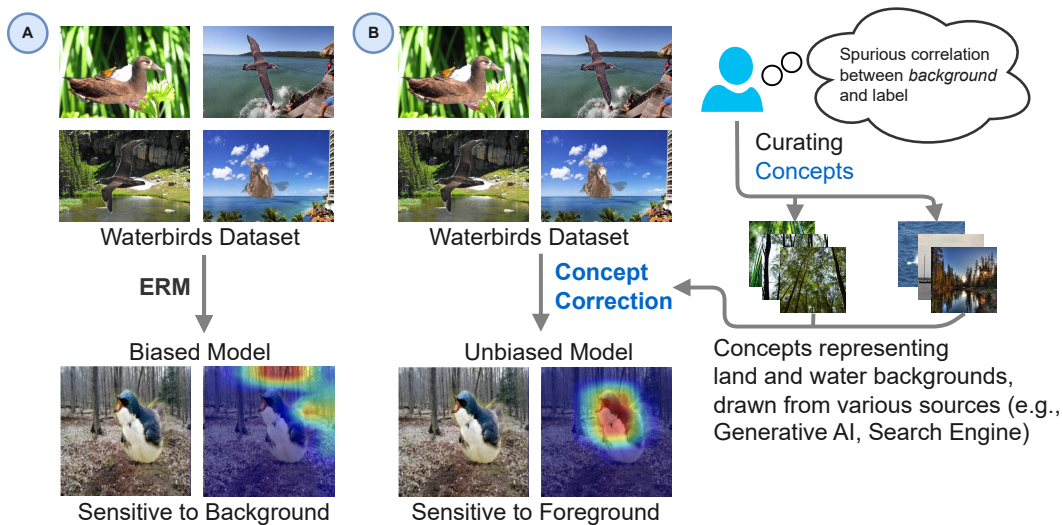 A
Waterbirds Dataset
ERM
Biased Model
Sensitive to Background
B
Waterbirds Dataset
Concept
Correction
Unbiased Model
Sensitive to Foreground
Spurious correlation
between background
and label
Curating
Concepts
Concepts representing
land and water backgrounds,
drawn from various sources (e.g.,
Generative AI, Search Engine)